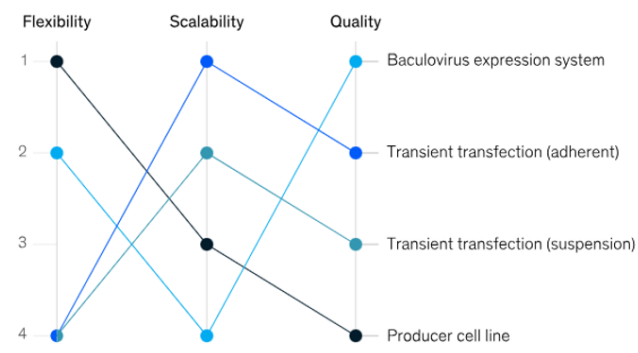 Flexibility Scalability Quality
1 Baculovirus expression system
2 Transient transfection (adherent)
3 Transient transfection (suspension)
4 Producer cell line